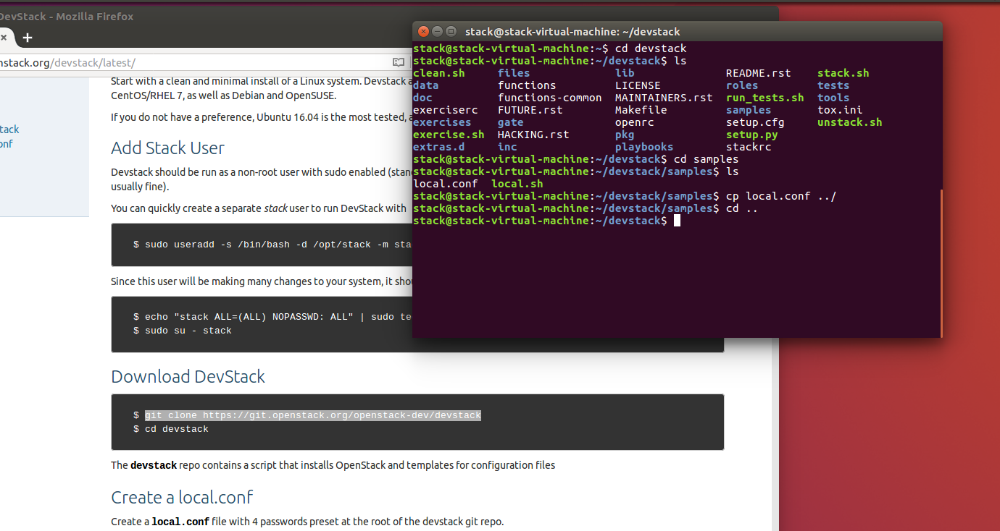 DevStack - Mozilla Firefox
nstack.org/devstack/latest/
Start with a clean and minimal install of a Linux system. Devstack a
CentOS/RHEL 7, as well as Debian and OpenSUSE.
If you do not have a preference, Ubuntu 16.04 is the most tested, a
tack
onf
Add Stack User
Devstack should be run as a non-root user with sudo enabled (stan
usually fine).
You can quickly create a separate stack user to run DevStack with
$ sudo useradd -s /bin/bash -d /opt/stack -m sta
Since this user will be making many changes to your system, it shou
$ echo "stack ALL=(ALL) NOPASSWD: ALL" | sudo te
$ sudo su - stack
Download DevStack
$ git clone https://git.openstack.org/openstack-dev/devstack
$ cd devstack
The devstack repo contains a script that installs OpenStack and templates for configuration files
Create a local.conf
Create a local.conf file with 4 passwords preset at the root of the devstack git repo.
stack@stack-virtual-machine: ~/devstack
stack@stack-virtual-machine:~$ cd devstack
stack@stack-virtual-machine:~/devstack$ ls
clean.sh files lib README.rst stack.sh
data functions LICENSE roles tests
doc functions-common MAINTAINERS.rst run_tests.sh tools
exerciserc FUTURE.rst Makefile samples tox.ini
exercises gate openrc setup.cfg unstack.sh
exercise.sh HACKING.rst pkg setup.py
extras.d inc playbooks stackrc
stack@stack-virtual-machine:~/devstack$ cd samples
stack@stack-virtual-machine:~/devstack/samples$ ls
local.conf local.sh
stack@stack-virtual-machine:~/devstack/samples$ cp local.conf ../
stack@stack-virtual-machine:~/devstack/samples$ cd ..
stack@stack-virtual-machine:~/devstack$